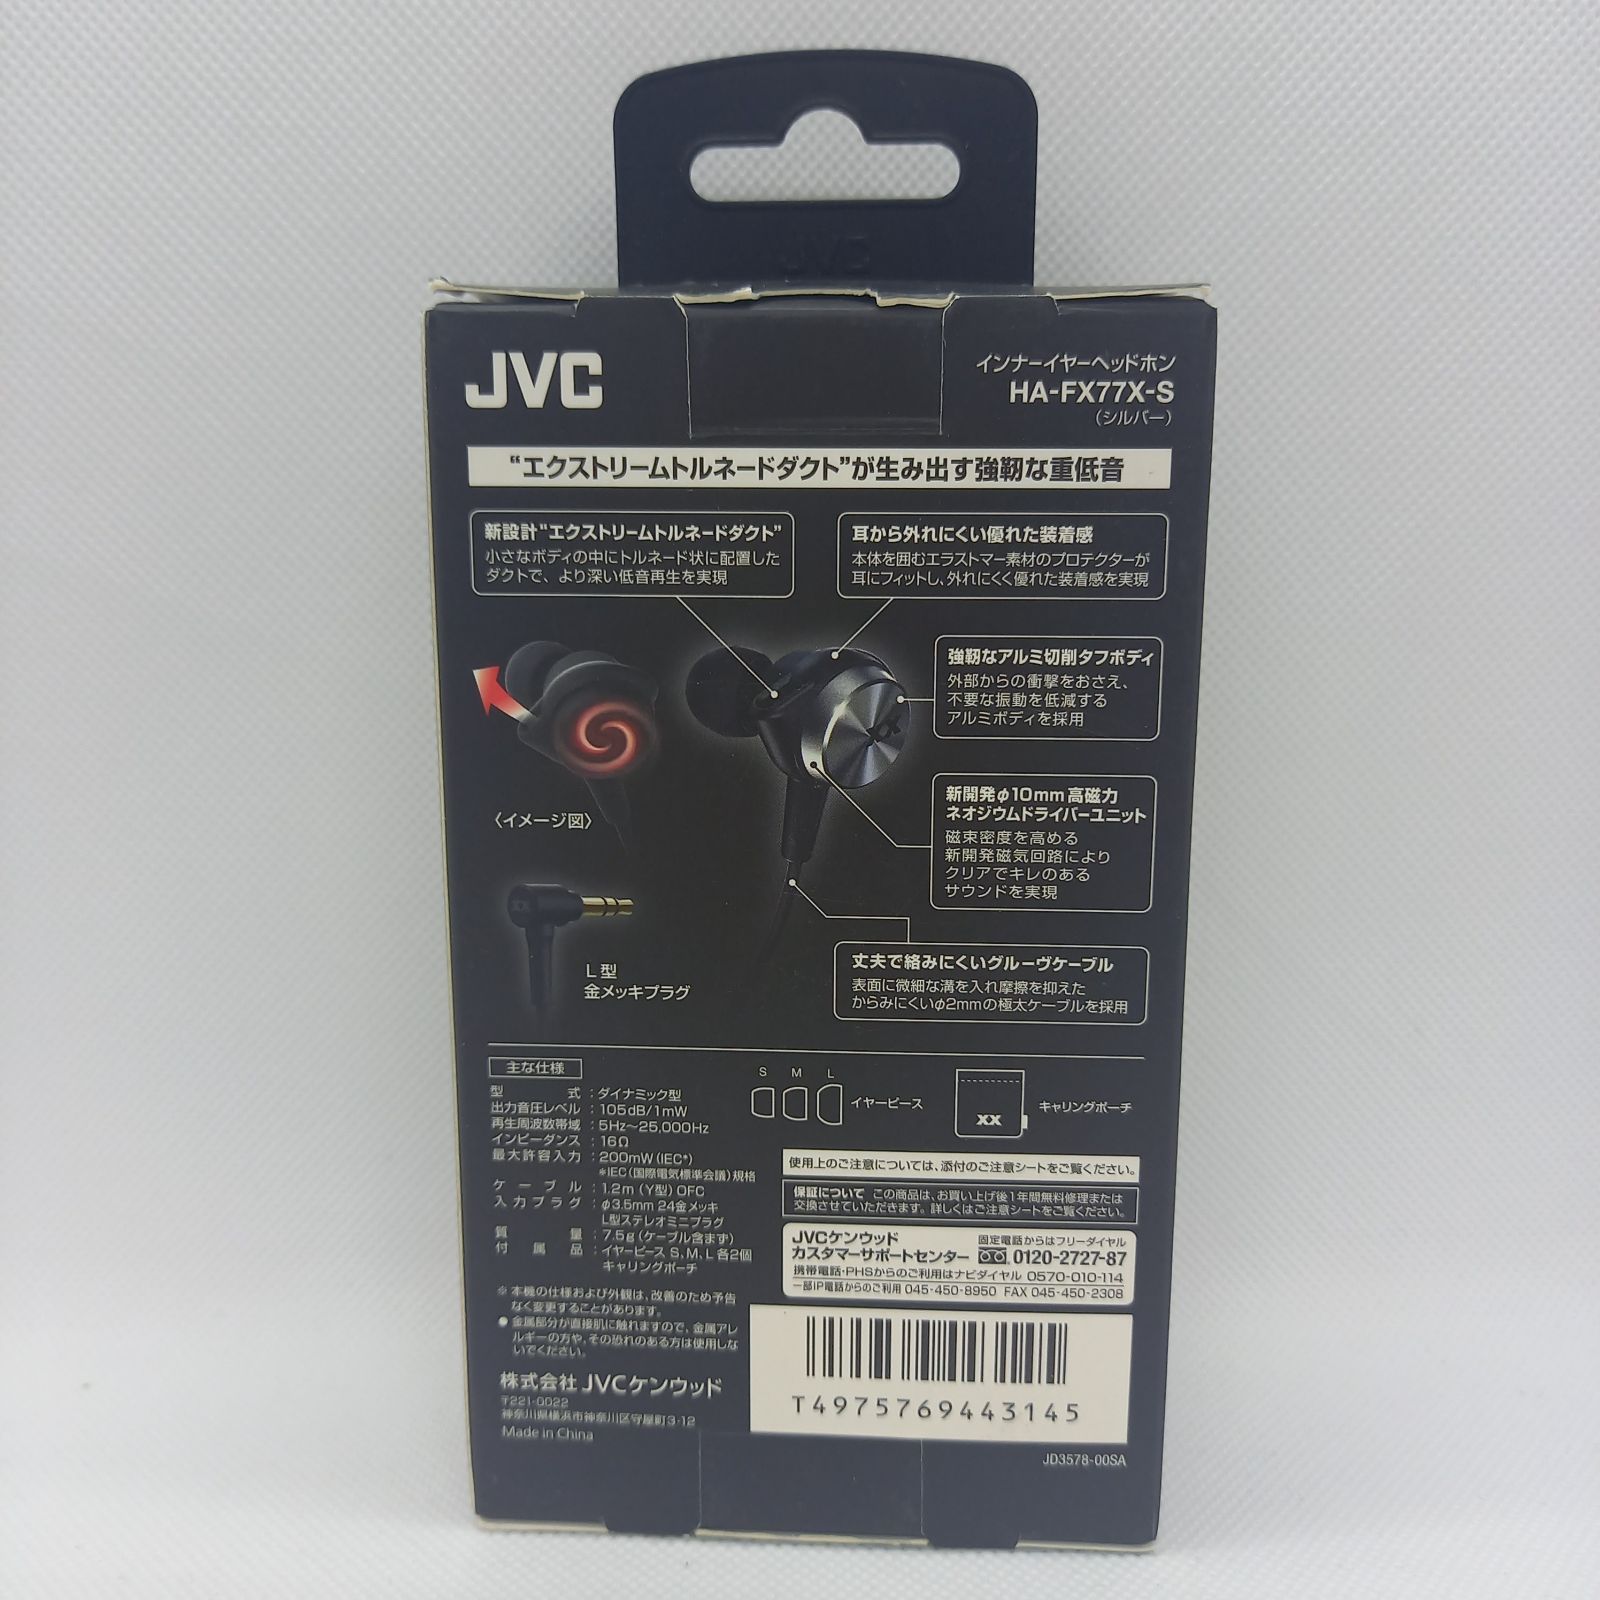 JVC
JVC
インナーイヤーヘッドホン
HA-FX77X-S
(シルバー)
“エクストリームトルネードダクト”が生み出す強靭な重低音
新設計“エクストリームトルネードダクト”
小さなボディの中にトルネード状に配置した
ダクトで、より深い低音再生を実現
耳から外れにくい優れた装着感
本体を囲むエラストマー素材のプロテクターが
耳にフィットし、外れにくく優れた装着感を実現
強靭なアルミ切削タフボディ
外部からの衝撃をおさえ、
不要な振動を低減する
アルミボディを採用
XX
〈イメージ図〉
新開発φ10mm高磁力
ネオジウムドライバーユニット
磁束密度を高める
新開発磁気回路により
クリアでキレのある
サウンドを実現
XX
L型
金メッキプラグ
丈夫で絡みにくいグルーヴケーブル
表面に微細な溝を入れ摩擦を抑えた
からみにくいφ2mmの極太ケーブルを採用
主な仕様
型式：ダイナミック型
出力音圧レベル：105dB/1mW
再生周波数帯域：5Hz～25,000Hz
インピーダンス：16Ω
最大許容入力：200mW(IEC*)
※IEC(国際電気標準会議)規格
ケーブル：1.2m(Y型)OFC
入力プラグ：φ3.5mm 24金メッキ
L型ステレオミニプラグ
質量：7.5g(ケーブル含まず)
付属品：イヤーピース S、M、L 各2個
キャリングポーチ
※本機の仕様および外観は、改善のため予告
なく変更することがあります。
●金属部分が直接肌に触れますので、金属アレ
ルギーの方や、その恐れのある方は使用しな
いでください。
株式会社 JVCケンウッド
〒221-0022
神奈川県横浜市神奈川区守屋町3-12
Made in China
S M L
イヤーピース
XX
キャリングポーチ
使用上のご注意については、添付のご注意シートをご覧ください。
保証について この商品は、お買い上げ後1年間無料修理または
交換させていただきます。詳しくはご注意シートをご覧ください。
JVCケンウッド
カスタマーサポートセンター
固定電話からはフリーダイヤル
0120-2727-87
携帯電話・PHSからのご利用はナビダイヤル 0570-010-114
一部IP電話からのご利用 045-450-8950 FAX 045-450-2308
T4975769443145
JD3578-00SA